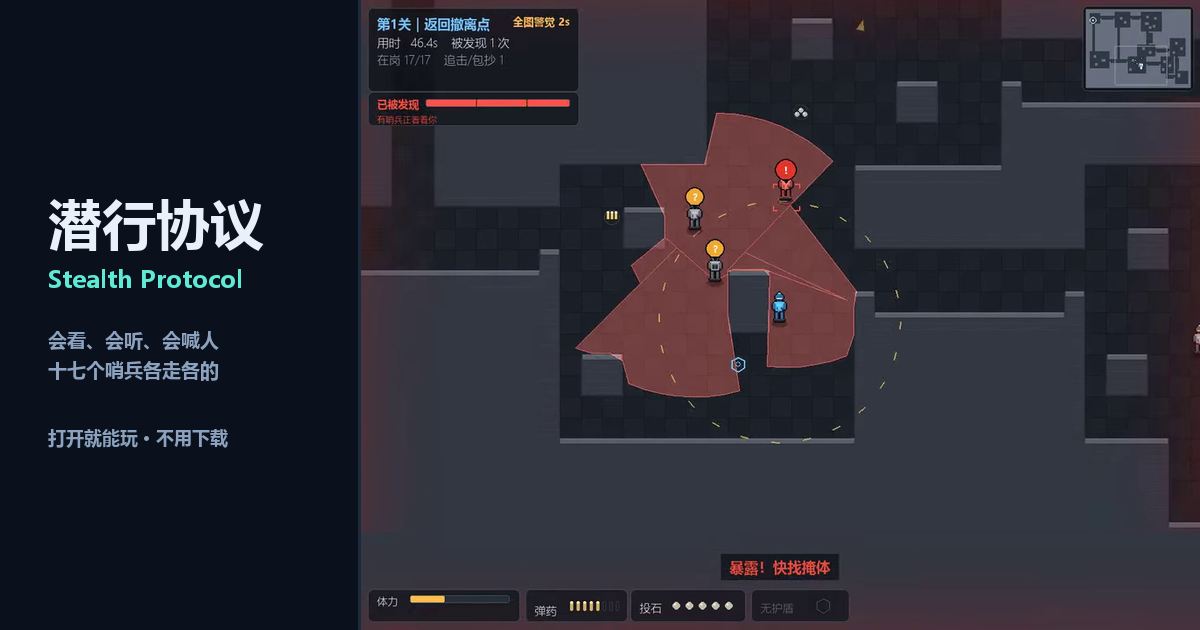 潜行协议
Stealth Protocol
会看、会听、会喊人
十七个哨兵各走各的
打开就能玩·不用下载
第1关 | 返回撤离点 全图警觉 2s
用时 46.4s 被发现 1 次
在岗 17/17 追击/包抄 1
已被发现
有哨兵正看着你
!
?
?
暴露！快找掩体
体力 弹药 投石 无护盾